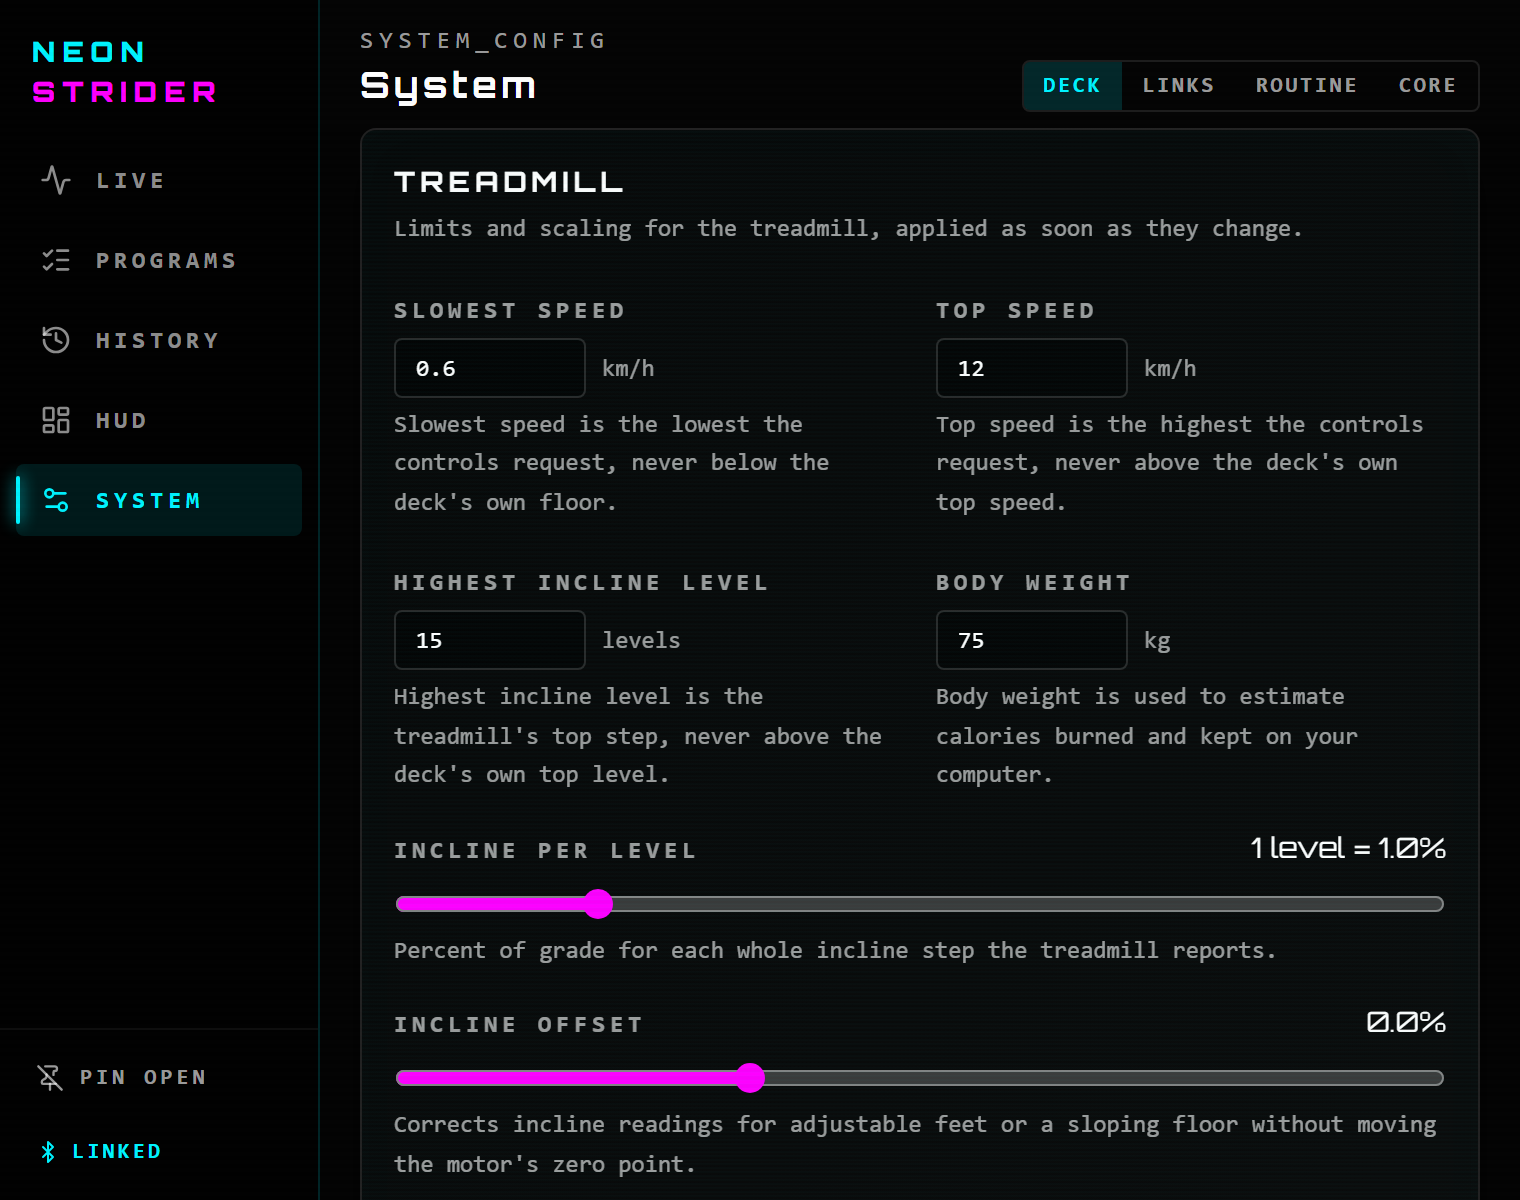 NEON
STRIDER
LIVE
PROGRAMS
HISTORY
HUD
SYSTEM
PIN OPEN
LINKED
SYSTEM_CONFIG
System
DECK LINKS ROUTINE CORE
TREADMILL
Limits and scaling for the treadmill, applied as soon as they change.
SLOWEST SPEED
0.6 km/h
Slowest speed is the lowest the
controls request, never below the
deck's own floor.
TOP SPEED
12 km/h
Top speed is the highest the controls
request, never above the deck's own
top speed.
HIGHEST INCLINE LEVEL
15 levels
Highest incline level is the
treadmill's top step, never above the
deck's own top level.
BODY WEIGHT
75 kg
Body weight is used to estimate
calories burned and kept on your
computer.
INCLINE PER LEVEL 1 level = 1.0%
Percent of grade for each whole incline step the treadmill reports.
INCLINE OFFSET 0.0%
Corrects incline readings for adjustable feet or a sloping floor without moving
the motor's zero point.